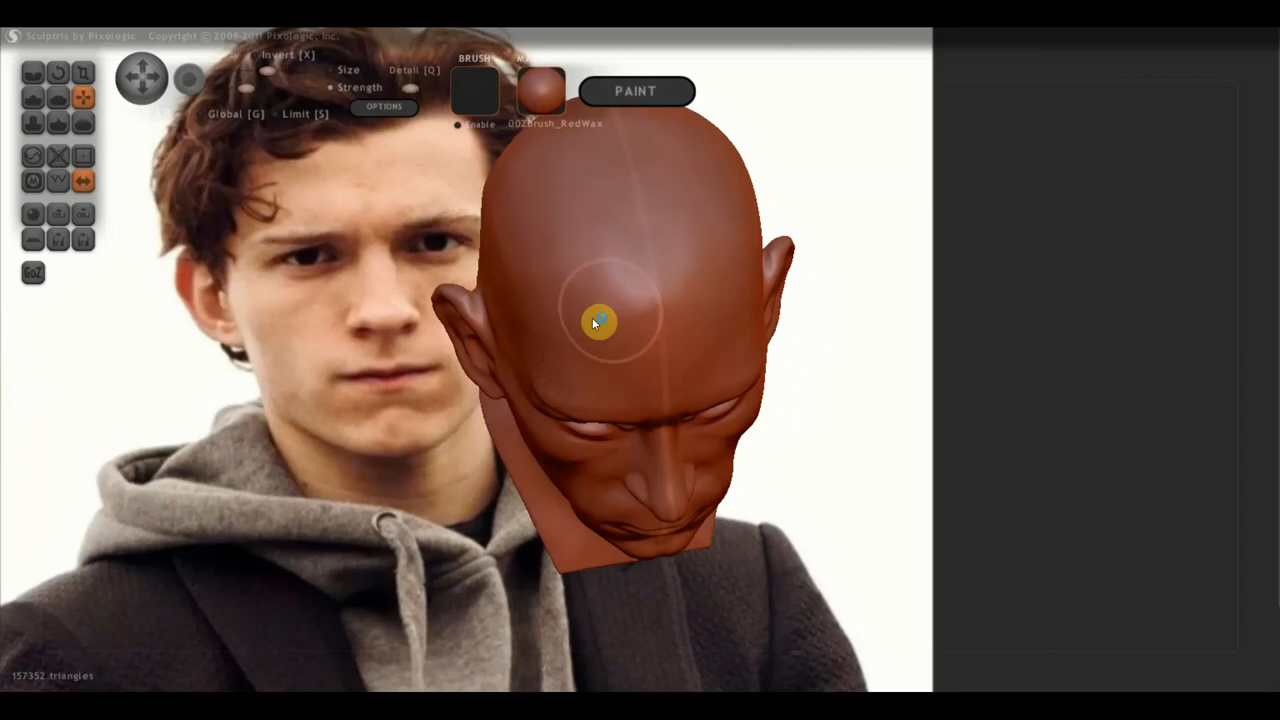 Sculptris by Pixologic Copyright © 2009-2011 Pixologic, Inc.
Invert [X]
BRUSH
Size
Detail [Q]
Strength
PAINT
OPTIONS
Global [G]
Limit [S]
Enable
00ZBrush_RedWax
GoZ
157352 triangles